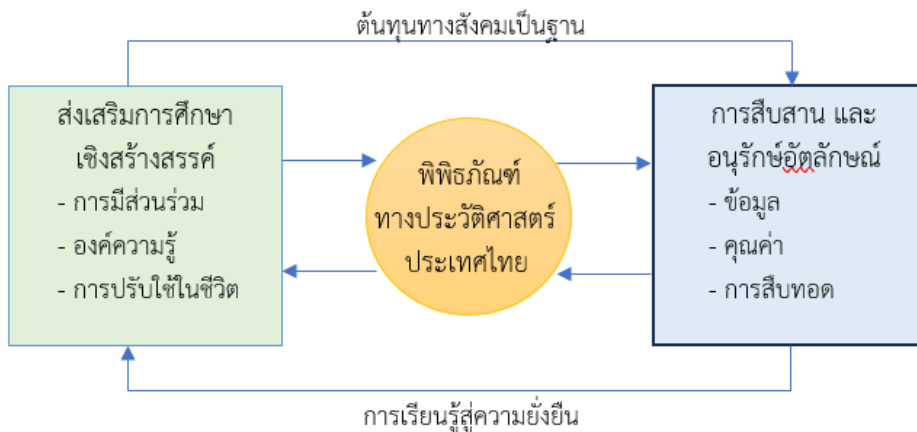 ต้นทุนทางสังคมเป็นฐาน
ส่งเสริมการศึกษา
เชิงสร้างสรรค์
- การมีส่วนร่วม
- องค์ความรู้
- การปรับใช้ในชีวิต
พิพิธภัณฑ์
ทางประวัติศาสตร์
ประเทศไทย
การสืบสาน และ
อนุรักษ์อัตลักษณ์
- ข้อมูล
- คุณค่า
- การสืบทอด
การเรียนรู้สู่ความยั่งยืน